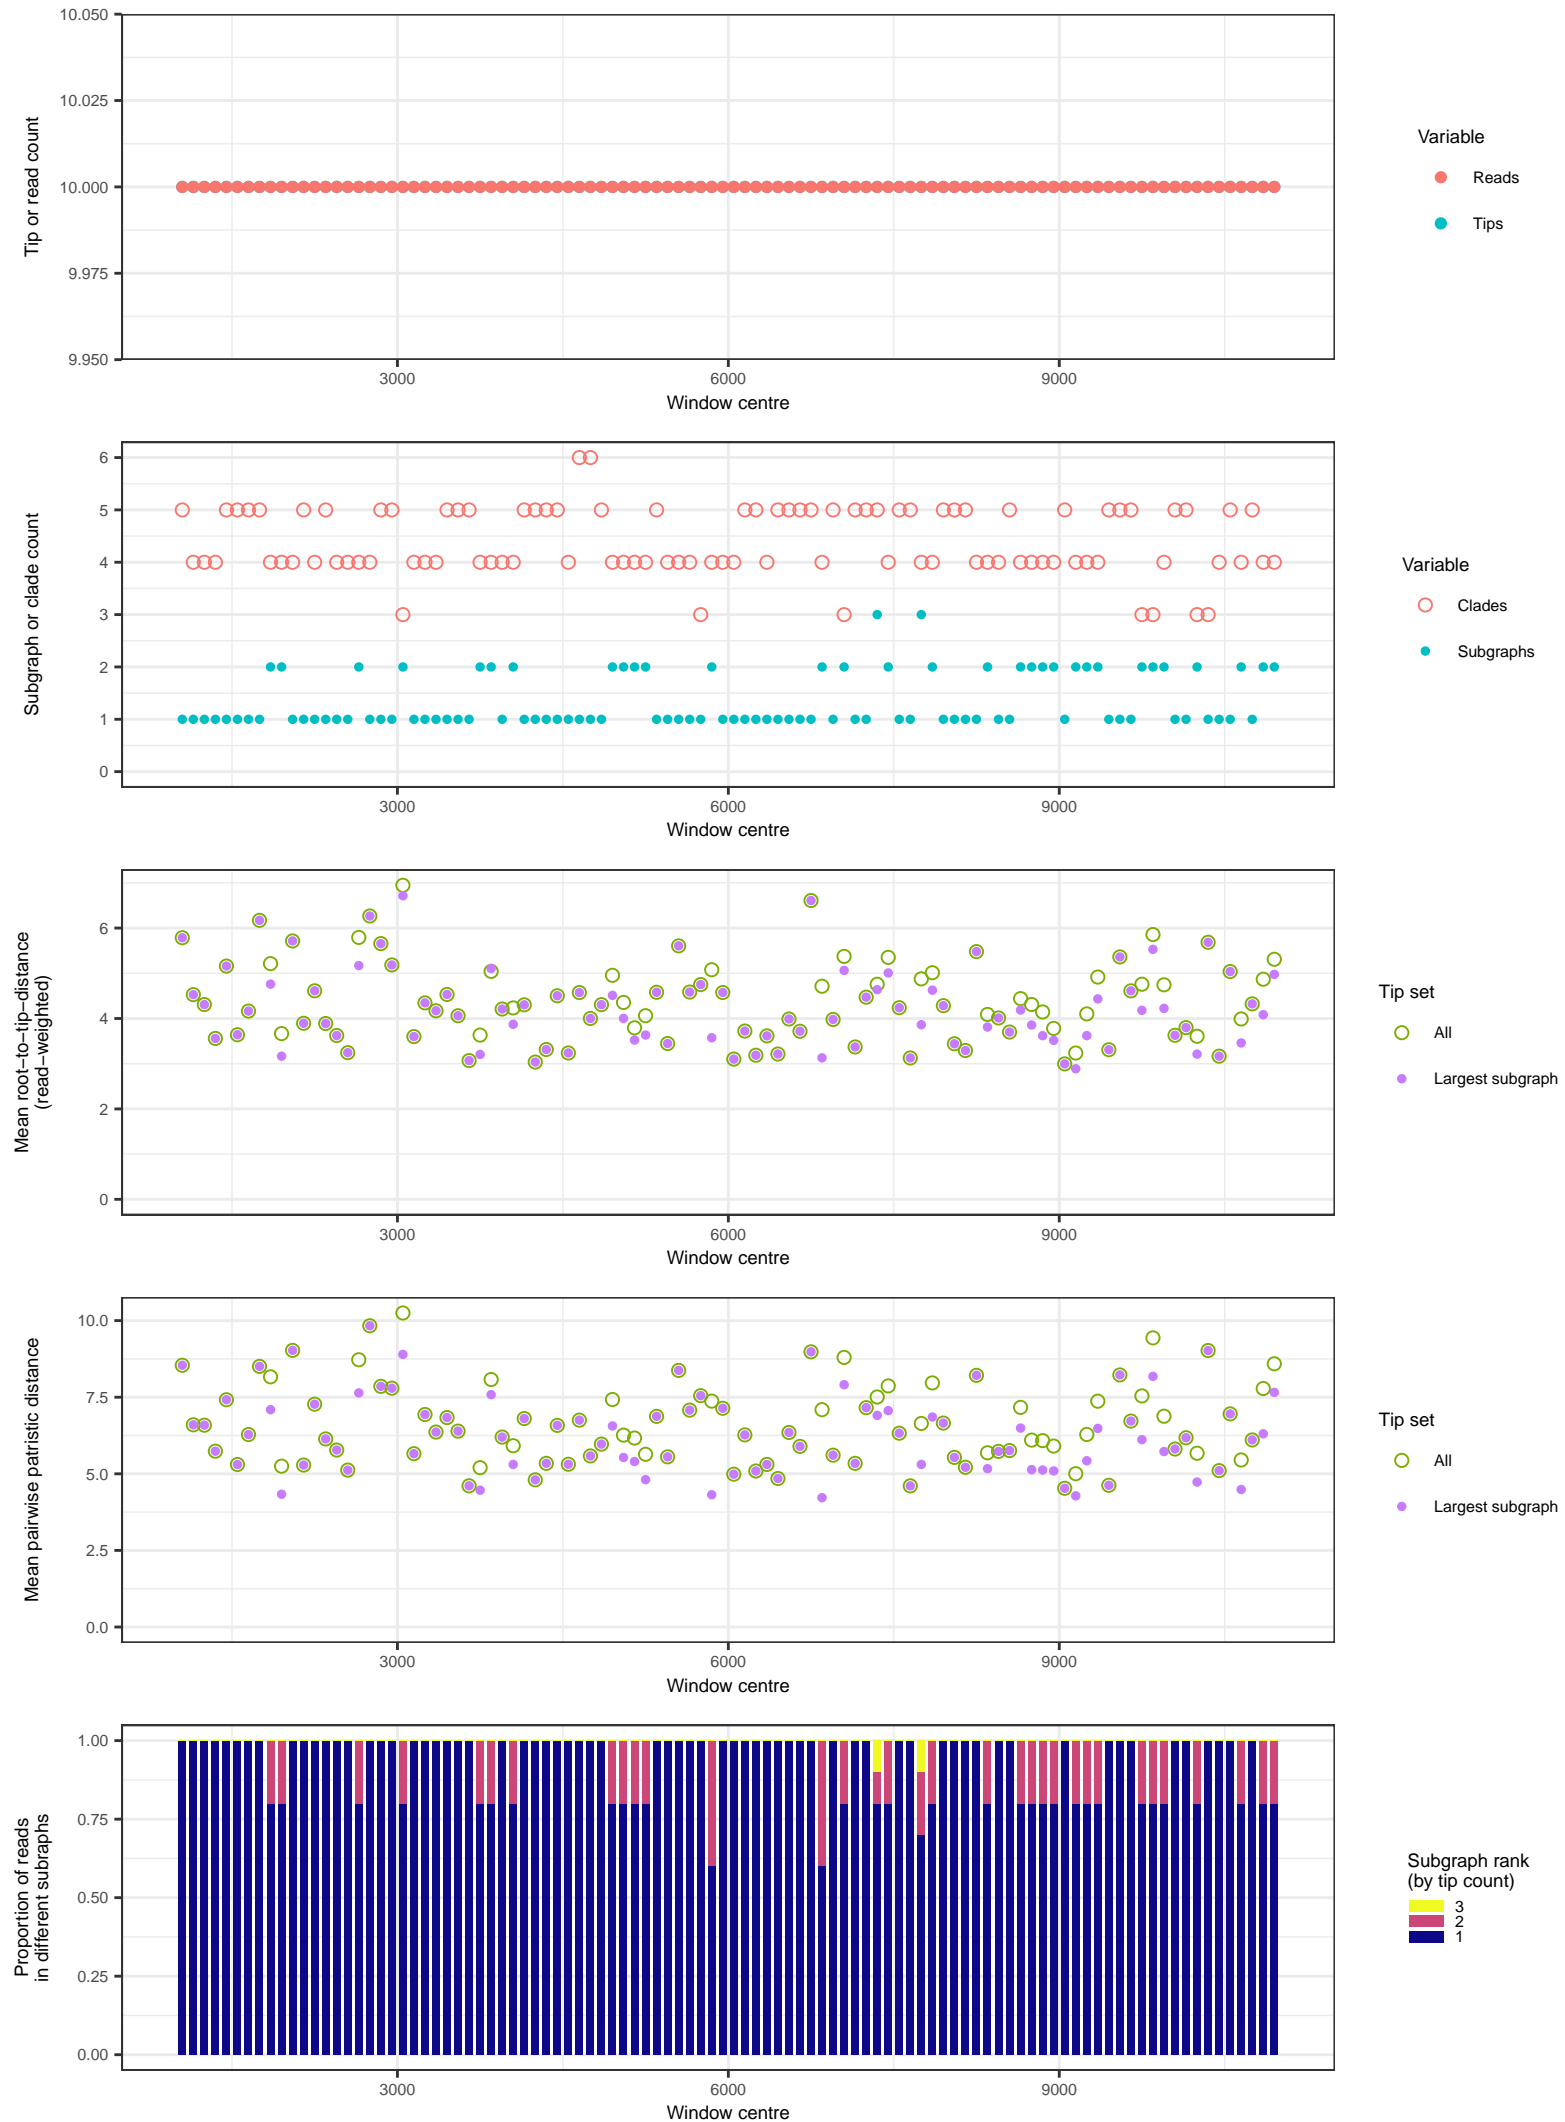 10.050
10.025
10.000
9.975
9.950
Tip or read count
3000
6000
9000
Window centre
Variable
Reads
Tips
6
5
4
3
2
1
0
Subgraph or clade count
3000
6000
9000
Window centre
Variable
Clades
Subgraphs
6
4
2
0
Mean root−to−tip−distance
(read−weighted)
3000
6000
9000
Window centre
Tip set
All
Largest subgraph
10.0
7.5
5.0
2.5
0.0
Mean pairwise patristic distance
3000
6000
9000
Window centre
Tip set
All
Largest subgraph
1.00
0.75
0.50
0.25
0.00
Proportion of reads
in different subraphs
3000
6000
9000
Window centre
Subgraph rank
(by tip count)
3
2
1